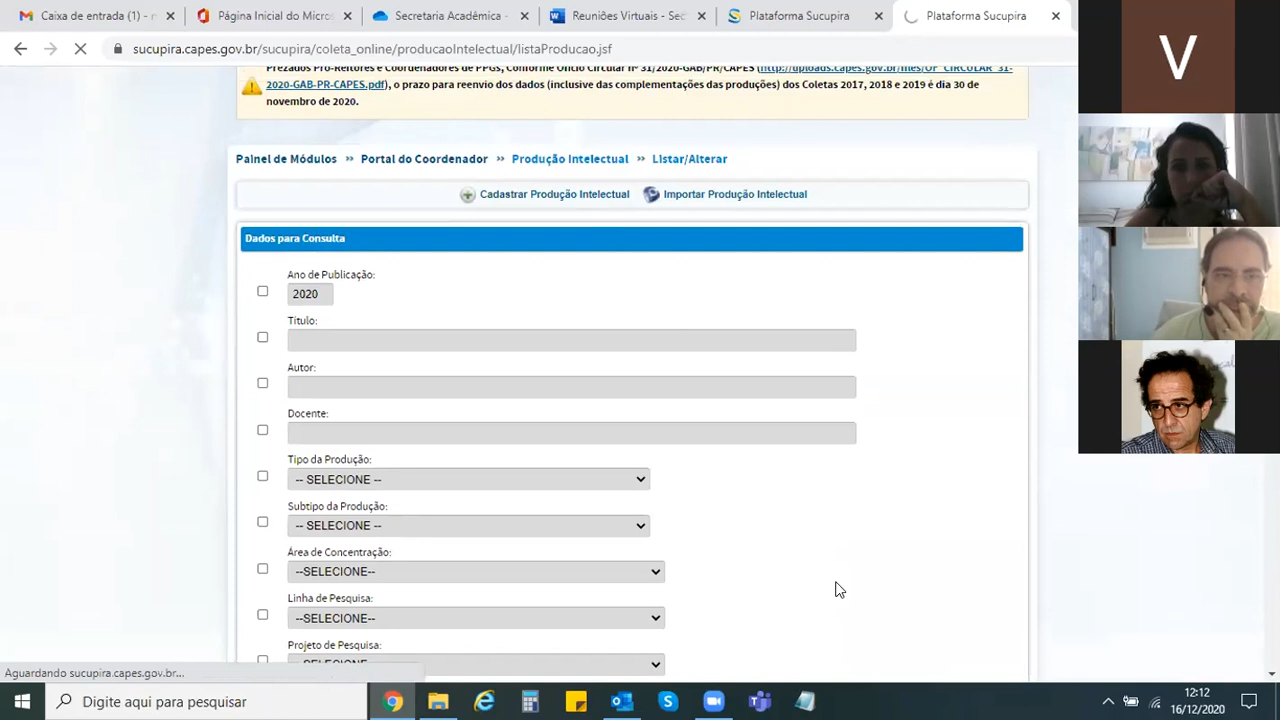 Caixa de entrada (1) -
Página Inicial do Micros
Secretaria Acadêmica -
Reuniões Virtuais - Sec
Plataforma Sucupira
Plataforma Sucupira
sucupira.capes.gov.br/sucupira/coleta_online/producaoIntelectual/listaProducao.jsf
Prezados Pró-Reitores e Coordenadores de PPGs, Conforme Ofício Circular nº 31/2020-GAB/PR/CAPES (http://uploads.capes.gov.br/files/OF_CIRCULAR_31-
2020-GAB-PR-CAPES.pdf), o prazo para reenvio dos dados (inclusive das complementações das produções) dos Coletas 2017, 2018 e 2019 é dia 30 de
novembro de 2020.
Painel de Módulos >> Portal do Coordenador >> Produção Intelectual >> Listar/Alterar
Cadastrar Produção Intelectual Importar Produção Intelectual
Dados para Consulta
Ano de Publicação:
2020
Título:
Autor:
Docente:
Tipo da Produção:
-- SELECIONE --
Subtipo da Produção:
-- SELECIONE --
Área de Concentração:
--SELECIONE--
Linha de Pesquisa:
--SELECIONE--
Projeto de Pesquisa:
--SELECIONE--
Aguardando sucupira.capes.gov.br...
Digite aqui para pesquisar
12:12
16/12/2020
V